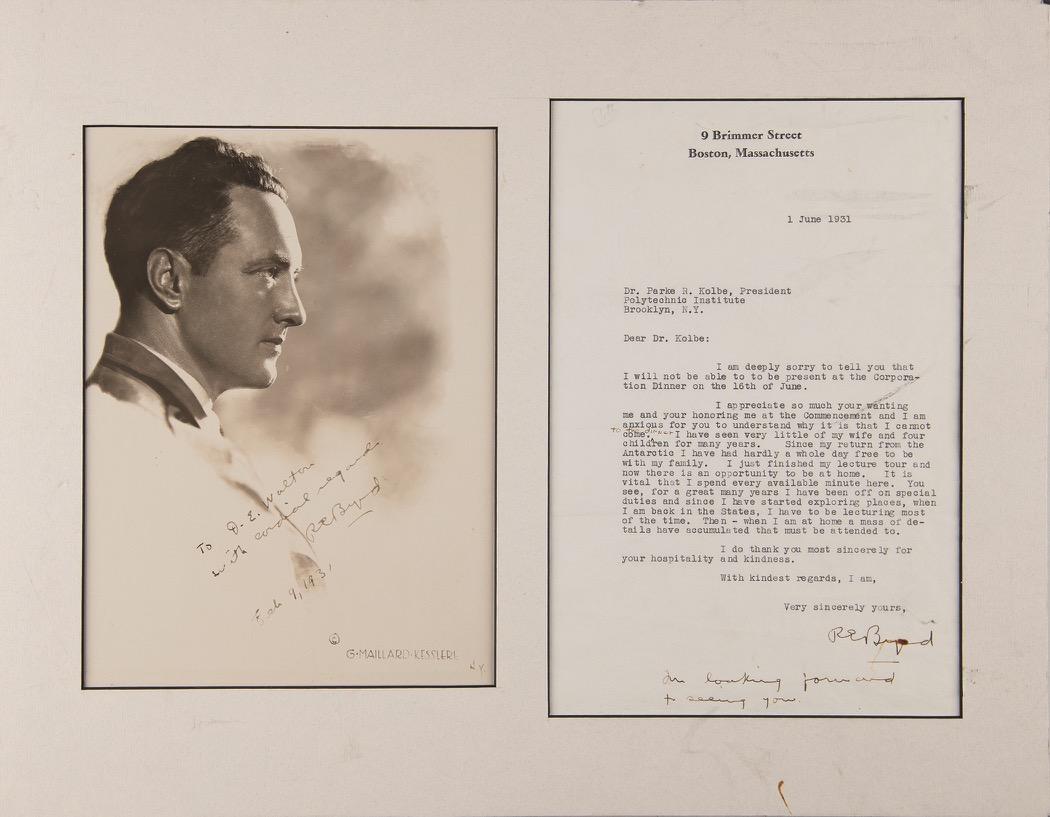 To D. E. Walton
with cordial regards
REByrd
Feb 9, 1931
©
G·MAILLARD·KESSLERE
N.Y.
9 Brimmer Street
Boston, Massachusetts
1 June 1931
Dr. Parke R. Kolbe, President
Polytechnic Institute
Brooklyn, N.Y.
Dear Dr. Kolbe:
I am deeply sorry to tell you that
I will not be able to to be present at the Corpora-
tion Dinner on the 16th of June.
I appreciate so much your wanting
me and your honoring me at the Commencement and I am
anxious for you to understand why it is that I cannot
to the dinner
come. I have seen very little of my wife and four
children for many years. Since my return from the
Antarctic I have had hardly a whole day free to be
with my family. I just finished my lecture tour and
now there is an opportunity to be at home. It is
vital that I spend every available minute here. You
see, for a great many years I have been off on special
duties and since I have started exploring places, when
I am back in the States, I have to be lecturing most
of the time. Then - when I am at home a mass of de-
tails have accumulated that must be attended to.
I do thank you most sincerely for
your hospitality and kindness.
With kindest regards, I am,
Very sincerely yours,
REByrd
Im looking forward
to seeing you.